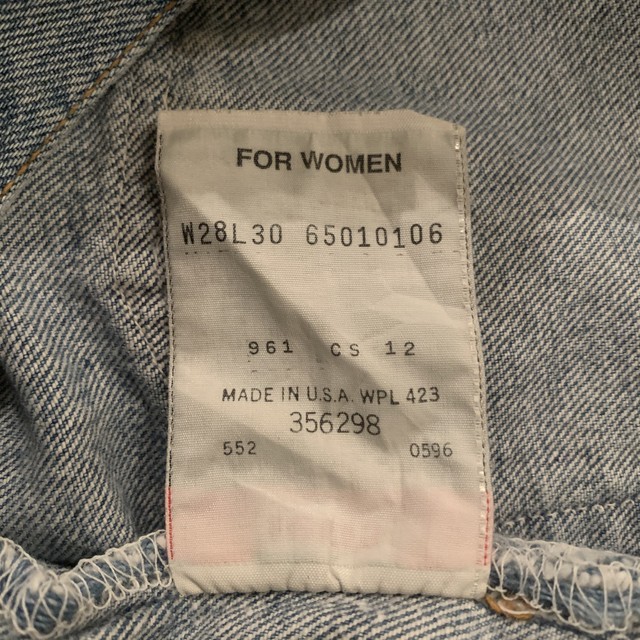 FOR WOMEN
W28L30 65010106
961 CS 12
MADE IN U.S.A. WPL 423
356298
552 0596